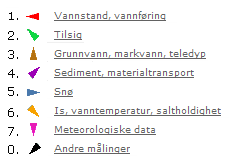 1. Vannstand, vannføring
2. Tilsig
3. Grunnvann, markvann, teledyp
4. Sediment, materialtransport
5. Snø
6. Is, vanntemperatur, saltholdighet
7. Meteorologiske data
0. Andre målinger